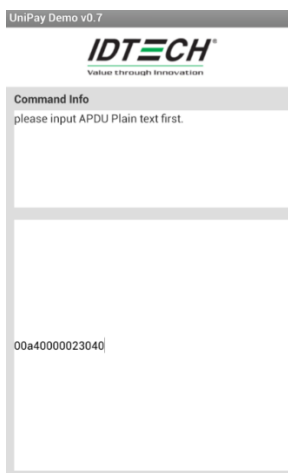 UniPay Demo v0.7
IDTECH®
Value through Innovation
Command Info
please input APDU Plain text first.
00a40000023040